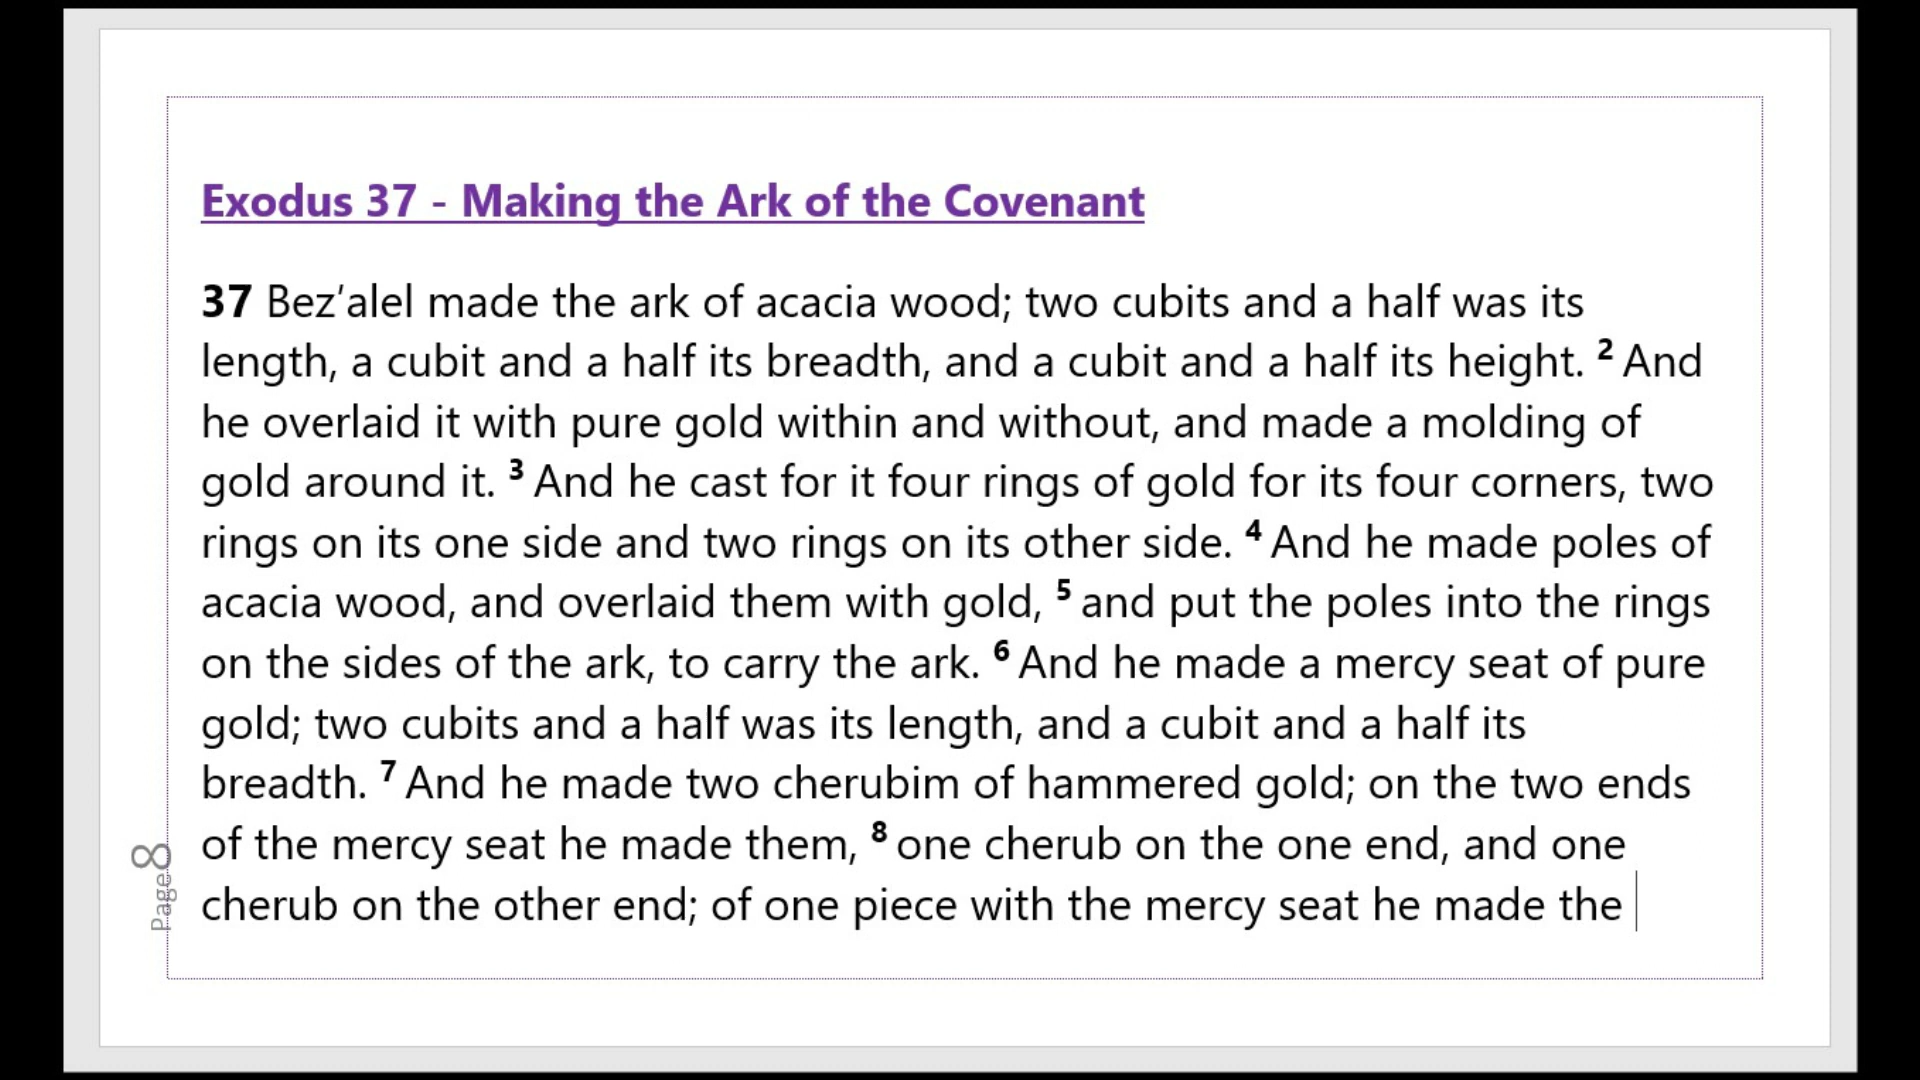 Exodus 37 - Making the Ark of the Covenant
37 Bez’alel made the ark of acacia wood; two cubits and a half was its
length, a cubit and a half its breadth, and a cubit and a half its height. 2 And
he overlaid it with pure gold within and without, and made a molding of
gold around it. 3 And he cast for it four rings of gold for its four corners, two
rings on its one side and two rings on its other side. 4 And he made poles of
acacia wood, and overlaid them with gold, 5 and put the poles into the rings
on the sides of the ark, to carry the ark. 6 And he made a mercy seat of pure
gold; two cubits and a half was its length, and a cubit and a half its
breadth. 7 And he made two cherubim of hammered gold; on the two ends
of the mercy seat he made them, 8 one cherub on the one end, and one
cherub on the other end; of one piece with the mercy seat he made the
Page 8